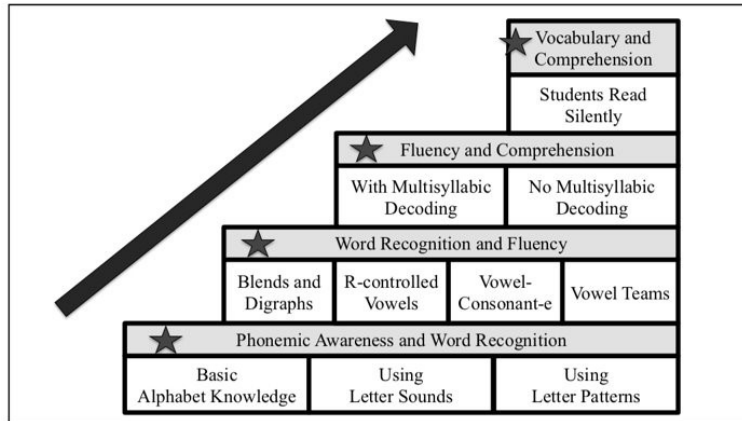 Vocabulary and
Comprehension
Students Read
Silently
Fluency and Comprehension
With Multisyllabic
Decoding
No Multisyllabic
Decoding
Word Recognition and Fluency
Blends and
Digraphs
R-controlled
Vowels
Vowel-
Consonant-e
Vowel Teams
Phonemic Awareness and Word Recognition
Basic
Alphabet Knowledge
Using
Letter Sounds
Using
Letter Patterns